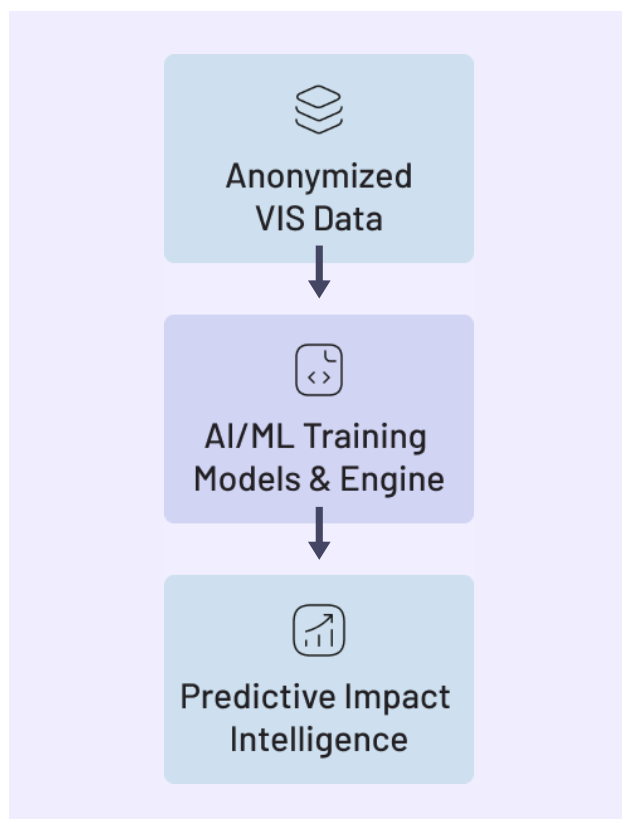 Anonymized
VIS Data
AI/ML Training
Models & Engine
Predictive Impact
Intelligence